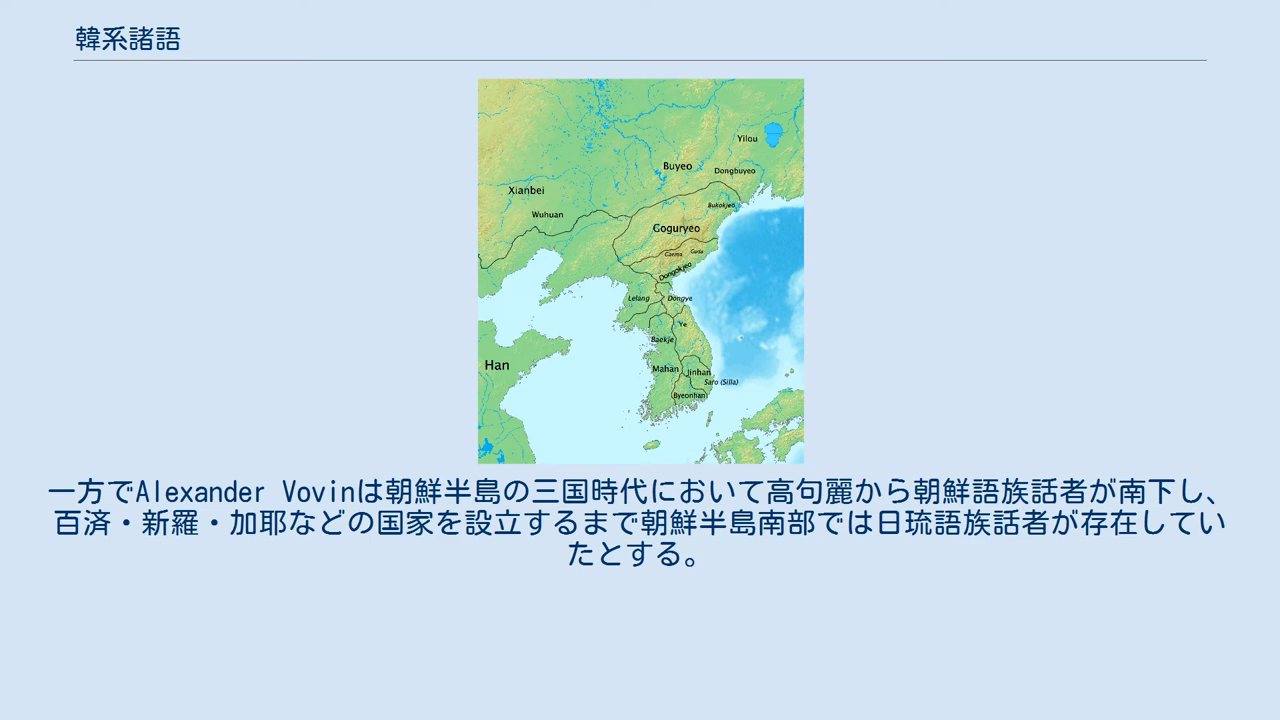 韓系諸語
Yilou
Buyeo
Dongbuyeo
Xianbei
Bukokjeo
Wuhuan
Goguryeo
Guda
Gaema
Dongokjeo
Lelang
Dongye
Ye
Baekje
Han
Mahan
Jinhan
Saro (Silla)
Byeonhan
一方でAlexander Vovinは朝鮮半島の三国時代において高句麗から朝鮮語族話者が南下し、
百済・新羅・加耶などの国家を設立するまで朝鮮半島南部では日琉語族話者が存在してい
たとする。